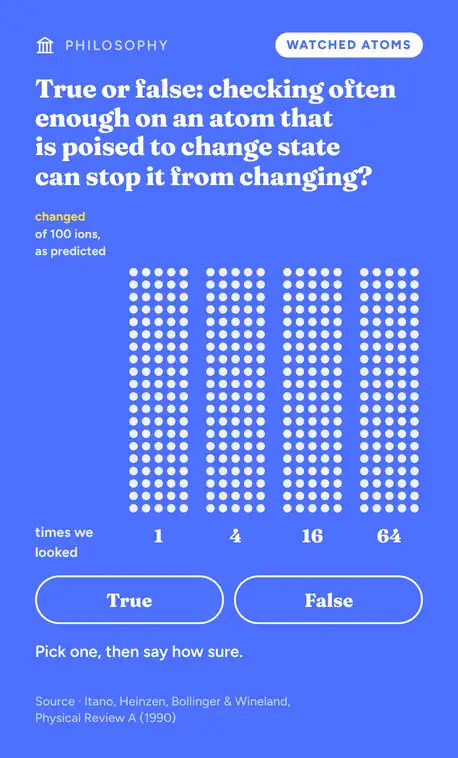 PHILOSOPHY
WATCHED ATOMS
True or false: checking often
enough on an atom that
is poised to change state
can stop it from changing?
changed
of 100 ions,
as predicted
times we
looked
1 4 16 64
True
False
Pick one, then say how sure.
Source · Itano, Heinzen, Bollinger & Wineland,
Physical Review A (1990)